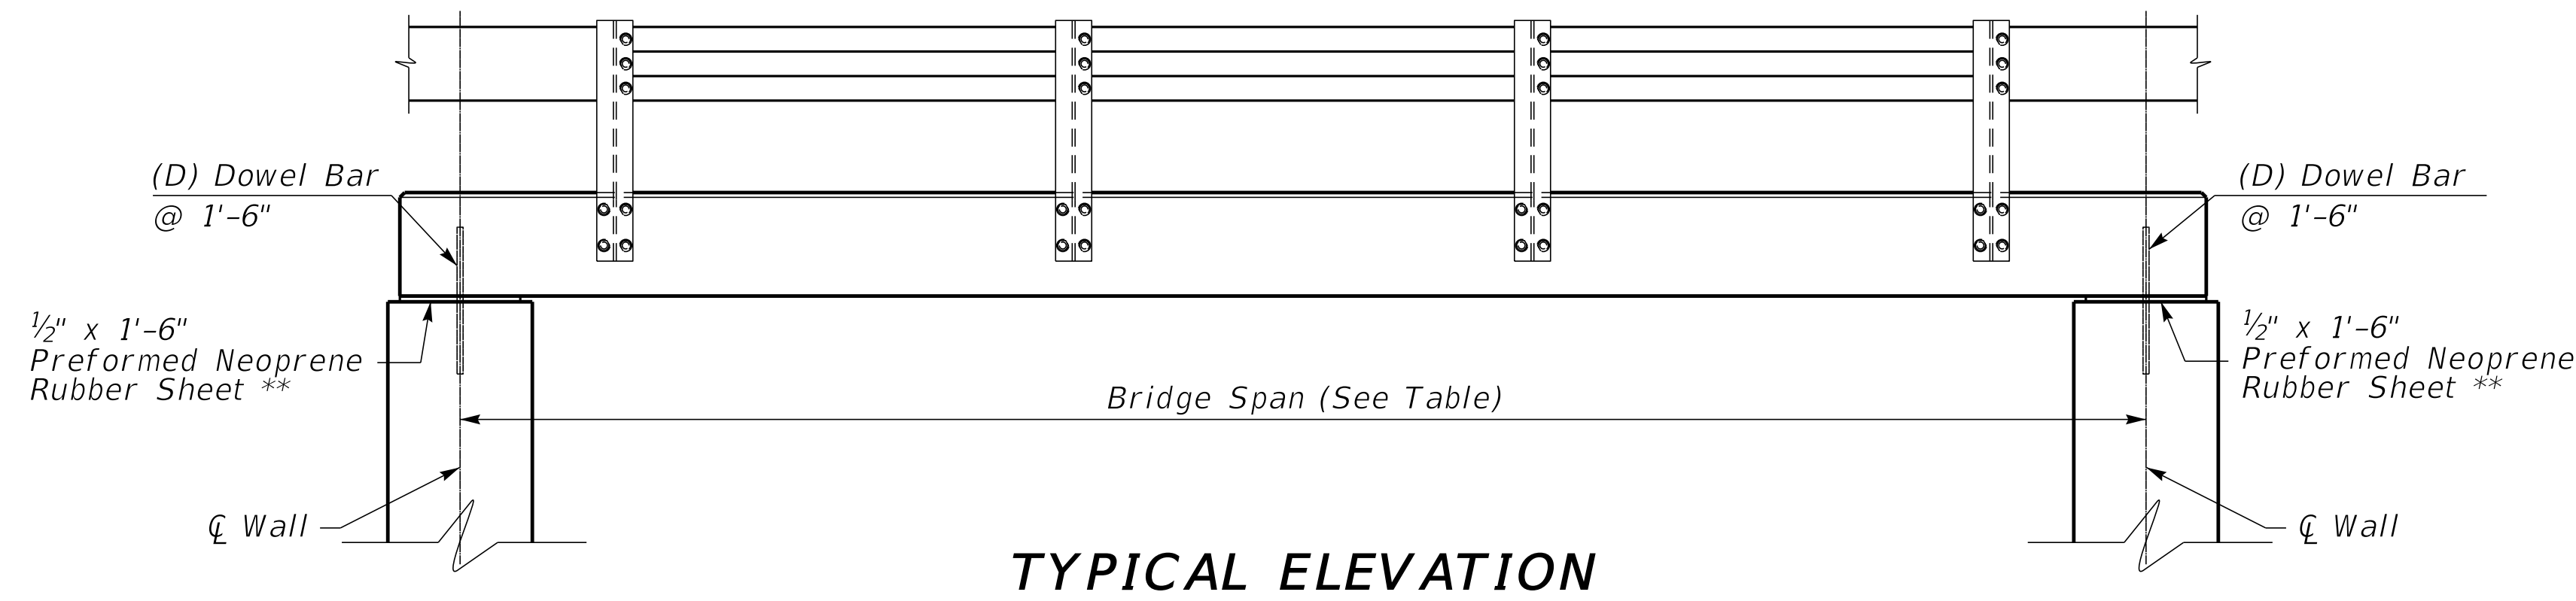 (D) Dowel Bar
@ 1'-6"
(D) Dowel Bar
@ 1'-6"
½" x 1'-6"
Preformed Neoprene
Rubber Sheet **
½" x 1'-6"
Preformed Neoprene
Rubber Sheet **
Bridge Span (See Table)
℄ Wall
℄ Wall
TYPICAL ELEVATION